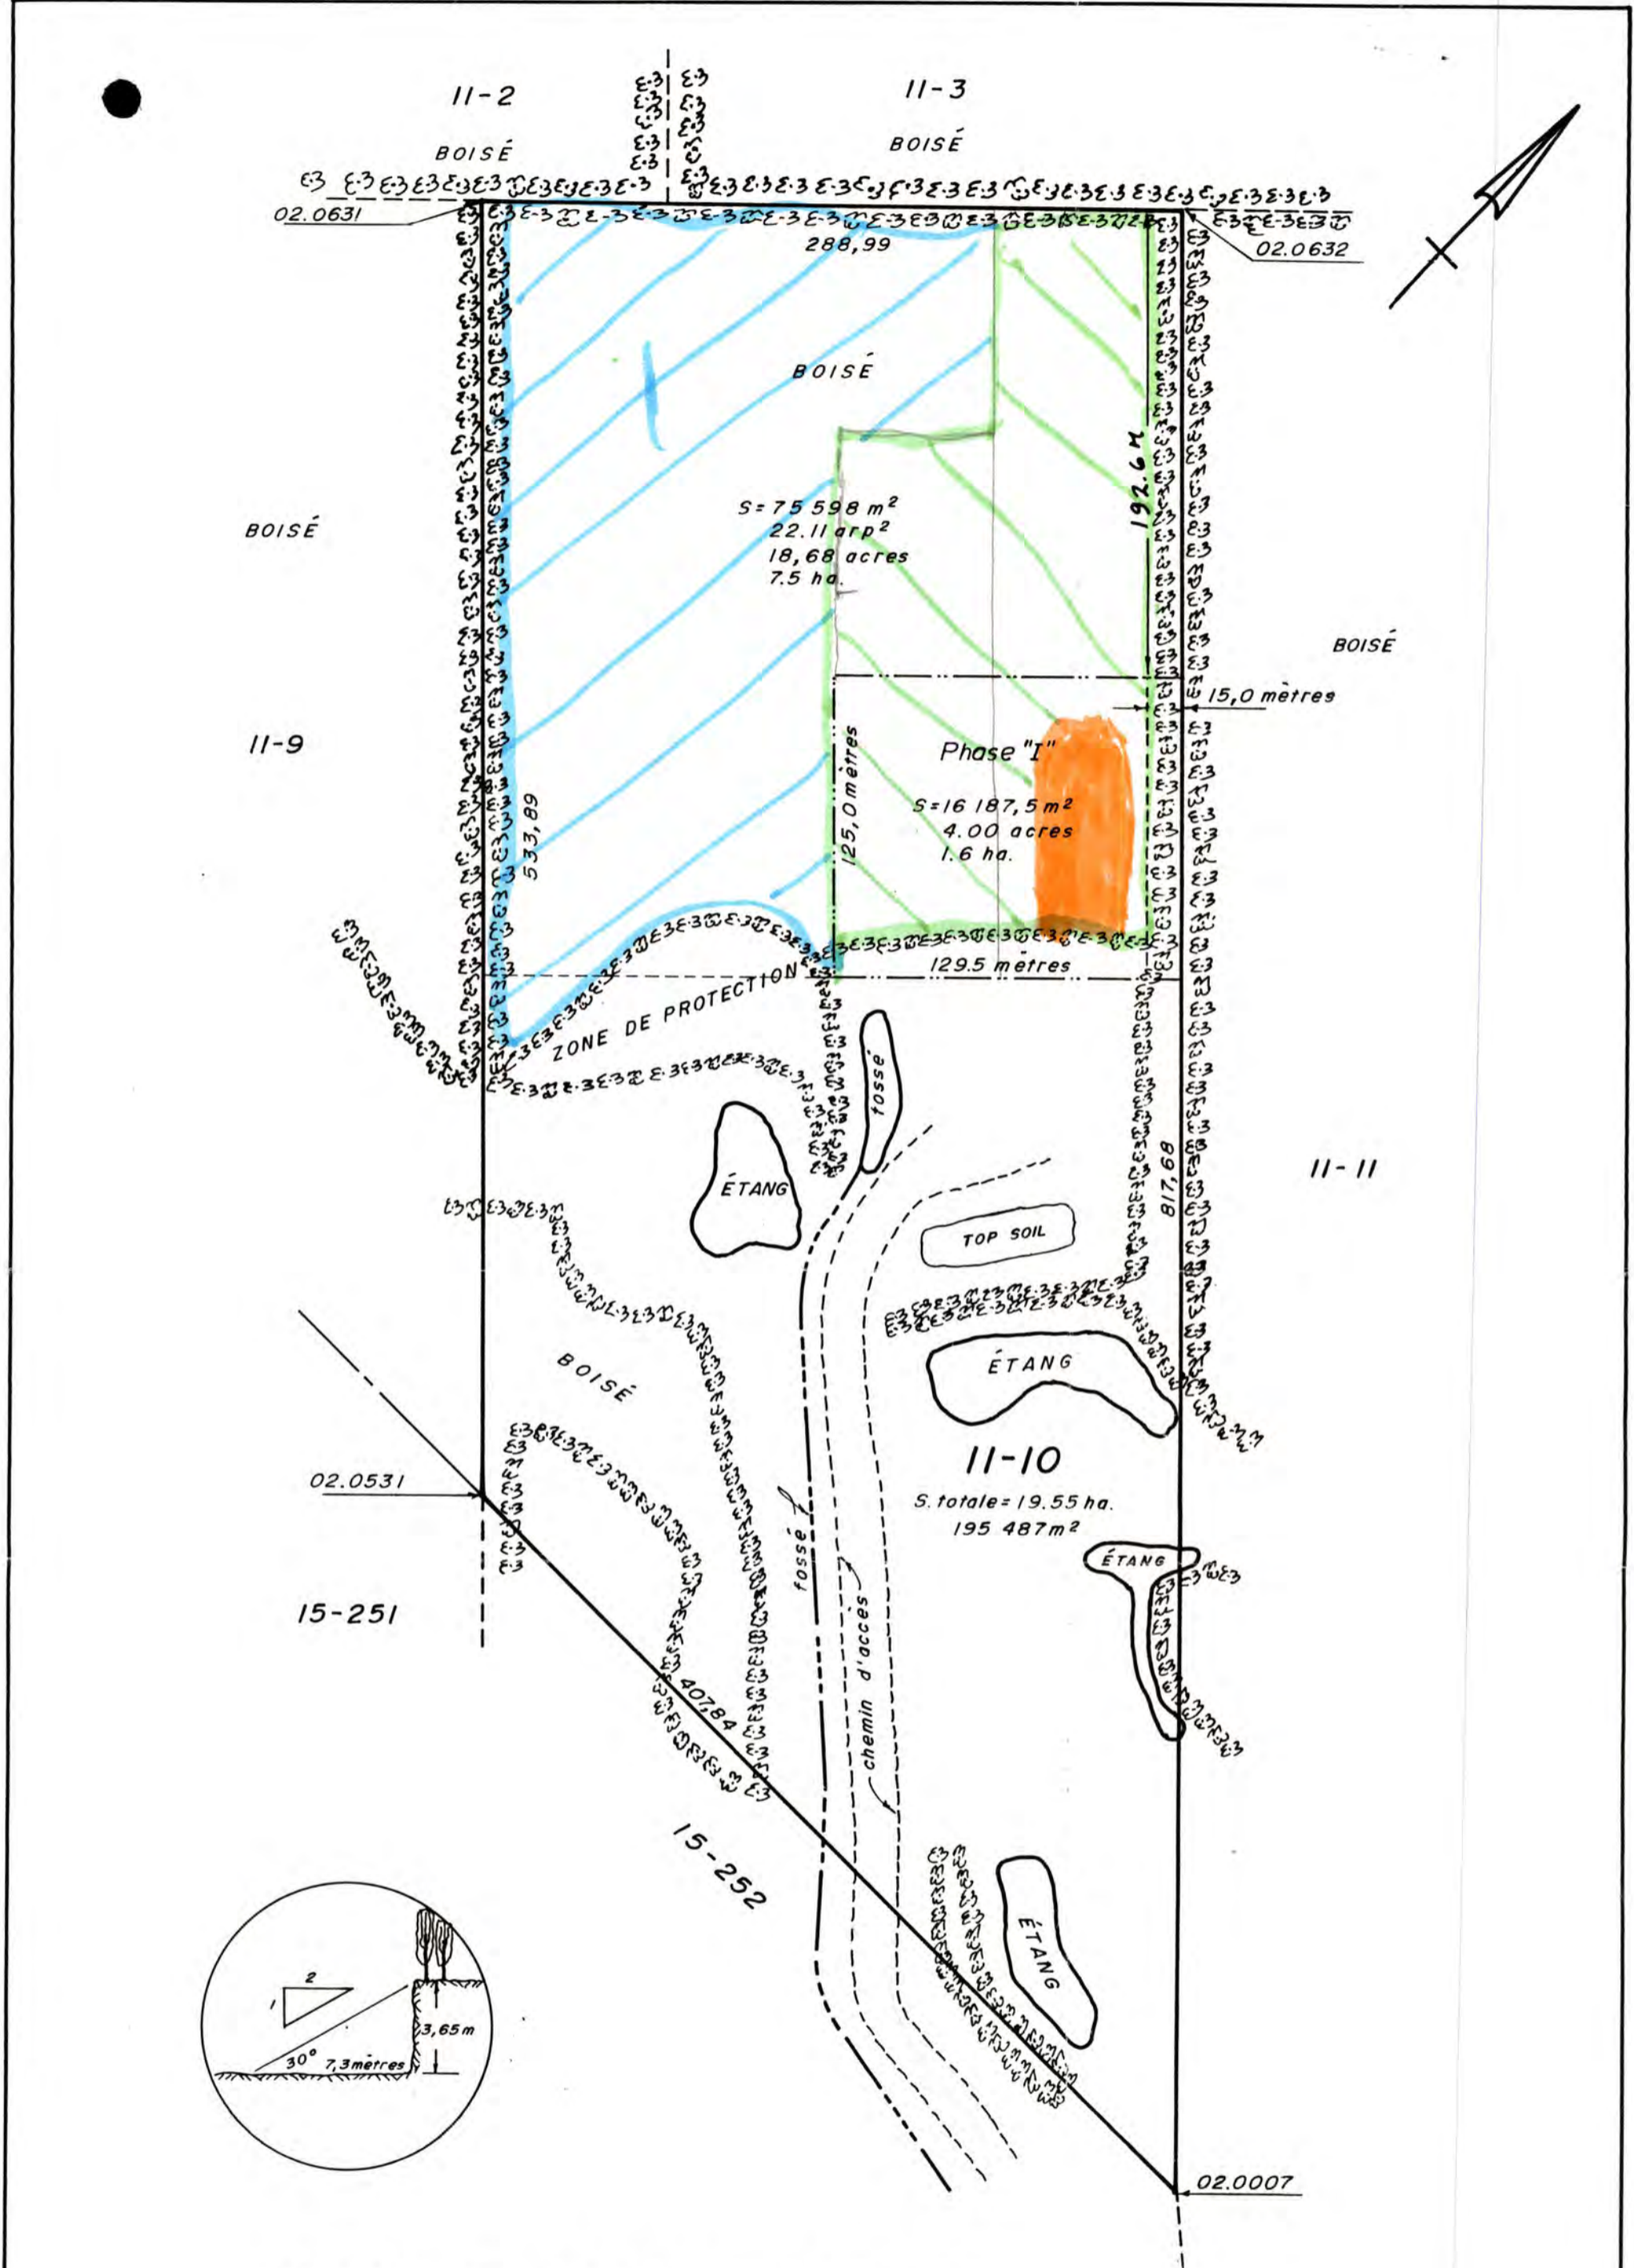 11-2
11-3
BOISÉ
BOISÉ
02.0631
288,99
02.0632
BOISÉ
192.6 M
S=75 598 m²
22.11 arp²
18,68 acres
7.5 ha.
BOISÉ
BOISÉ
15,0 mètres
11-9
Phase "I"
125,0 mètres
S=16 187,5 m²
4.00 acres
1.6 ha.
533,89
129.5 mètres
ZONE DE PROTECTION
fossé
ÉTANG
11-11
817,68
TOP SOIL
BOISÉ
ÉTANG
11-10
S. totale = 19.55 ha.
195 487 m²
02.0531
fossé
ÉTANG
15-251
chemin d'accès
407,84
15-252
ÉTANG
2
1
3,65 m
30°
7,3 mètres
02.0007